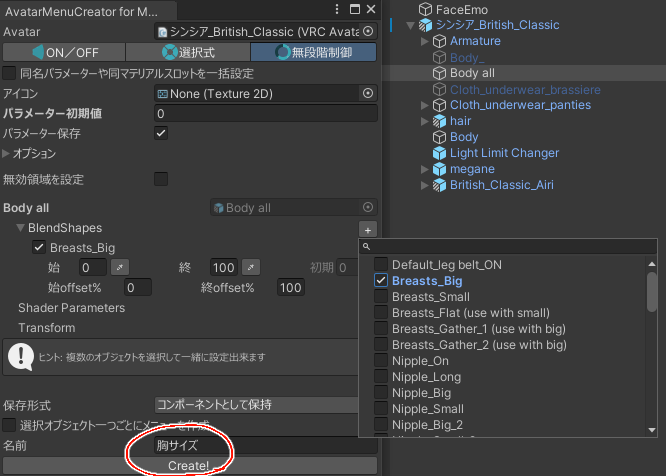 AvatarMenuCreator for M...
Avatar
シンシア_British_Classic (VRC Avata
ON／OFF
選択式
無段階制御
同名パラメーターや同マテリアルスロットを一括設定
アイコン
None (Texture 2D)
パラメーター初期値
0
パラメーター保存
オプション
無効領域を設定
Body all
Body all
BlendShapes
+
Breasts_Big
始
0
終
100
初期
0
始offset%
0
終offset%
100
Shader Parameters
Transform
ヒント: 複数のオブジェクトを選択して一緒に設定出来ます
保存形式
コンポーネントとして保持
選択オブジェクト一つごとにメニューを作成
名前
胸サイズ
Create!
FaceEmo
シンシア_British_Classic
Armature
Body_
Body all
Cloth_underwear_brassiere
Cloth_underwear_panties
hair
Body
Light Limit Changer
megane
British_Classic_Airi
Default_leg belt_ON
Breasts_Big
Breasts_Small
Breasts_Flat (use with small)
Breasts_Gather_1 (use with big)
Breasts_Gather_2 (use with big)
Nipple_On
Nipple_Long
Nipple_Big
Nipple_Small
Nipple_Big_2